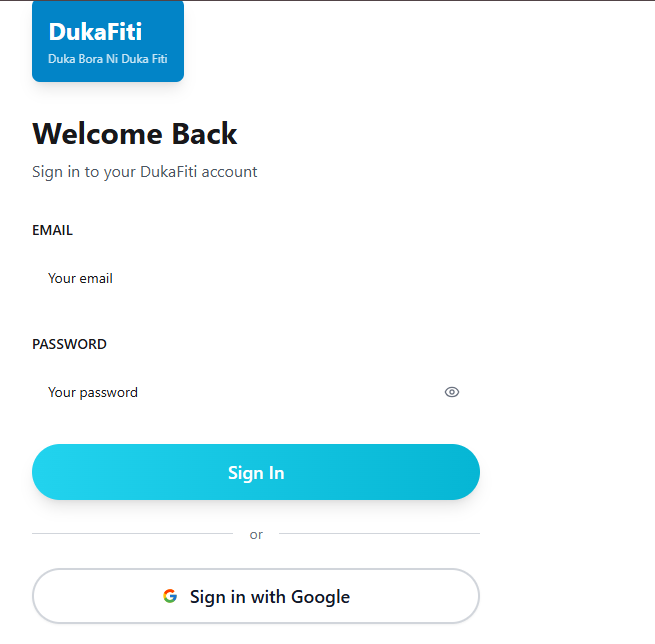 DukaFiti
Duka Bora Ni Duka Fiti
Welcome Back
Sign in to your DukaFiti account
EMAIL
Your email
PASSWORD
Your password
Sign In
or
Sign in with Google